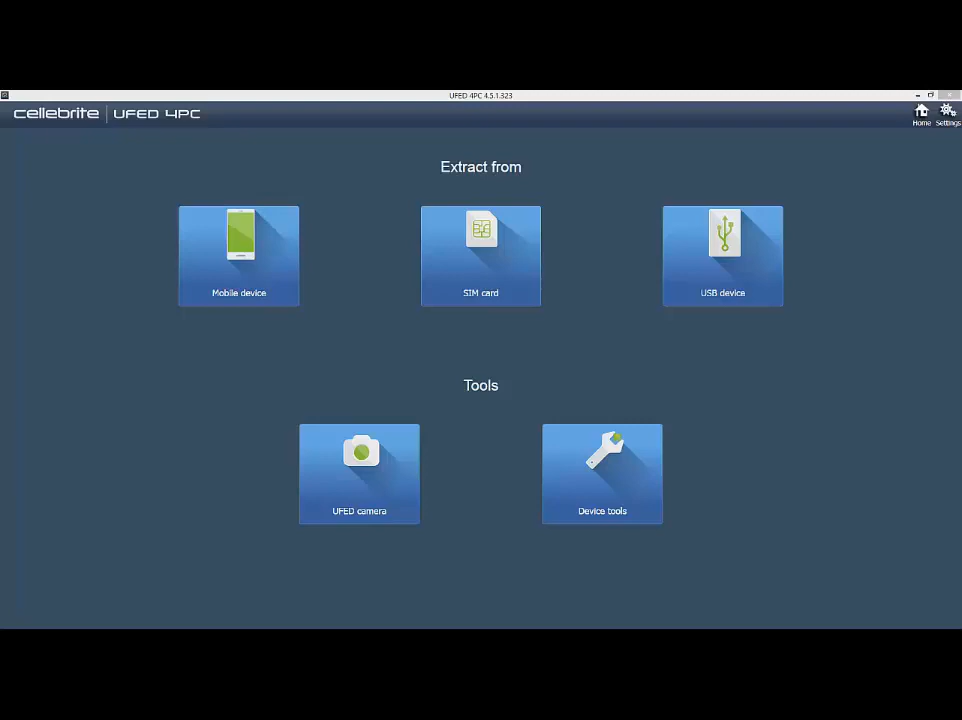 UFED 4PC 4.5.1.323
cellebrite UFED 4PC
Home Settings
Extract from
Mobile device SIM card USB device
Tools
UFED camera Device tools